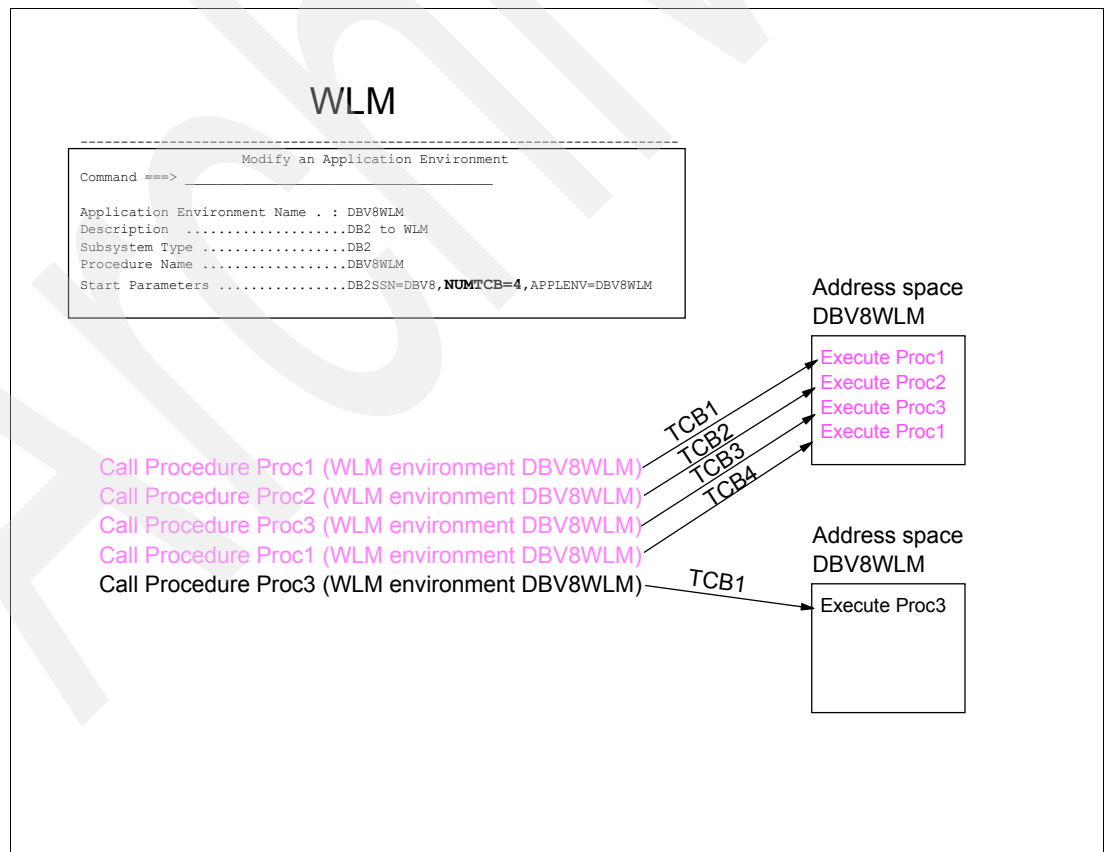 WLM
---------------------------------------------------------------------------
Modify an Application Environment
Command ===> ______________________________________
Application Environment Name . : DBV8WLM
Description ....................DB2 to WLM
Subsystem Type ..................DB2
Procedure Name ..................DBV8WLM
Start Parameters ................DB2SSN=DBV8,NUMTCB=4,APPLENV=DBV8WLM
Address space
DBV8WLM
Execute Proc1
Execute Proc2
Execute Proc3
Execute Proc1
TCB1
TCB2
TCB3
TCB4
Call Procedure Proc1 (WLM environment DBV8WLM)
Call Procedure Proc2 (WLM environment DBV8WLM)
Call Procedure Proc3 (WLM environment DBV8WLM)
Call Procedure Proc1 (WLM environment DBV8WLM)
Call Procedure Proc3 (WLM environment DBV8WLM)
TCB1
Address space
DBV8WLM
Execute Proc3